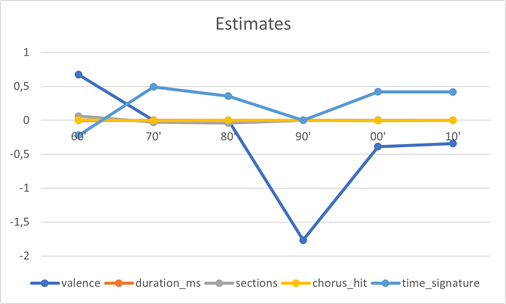 Estimates
1
0,5
0
60' 70' 80' 90' 00' 10'
-0,5
-1
-1,5
-2
valence duration_ms sections chorus_hit time_signature